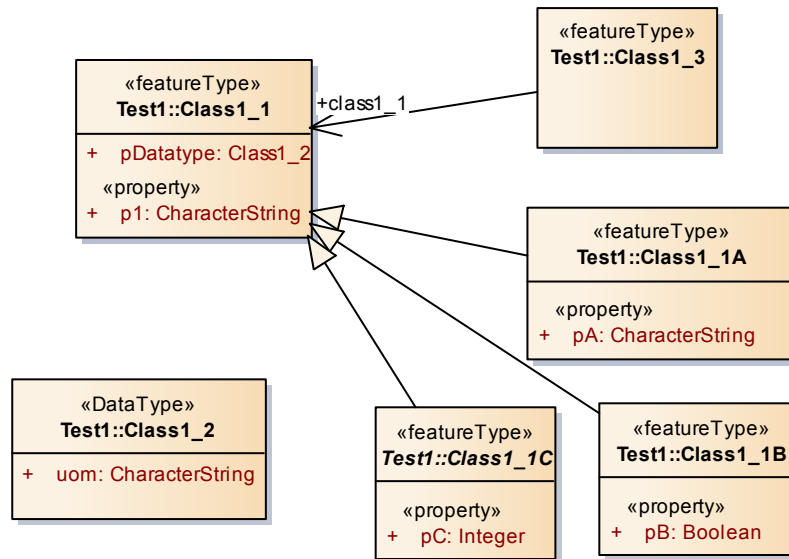 «featureType»
Test1::Class1_1
+ pDatatype: Class1_2
«property»
+ p1: CharacterString
+class1_1
«featureType»
Test1::Class1_3
«featureType»
Test1::Class1_1A
«property»
+ pA: CharacterString
«DataType»
Test1::Class1_2
+ uom: CharacterString
«featureType»
Test1::Class1_1C
«property»
+ pC: Integer
«featureType»
Test1::Class1_1B
«property»
+ pB: Boolean